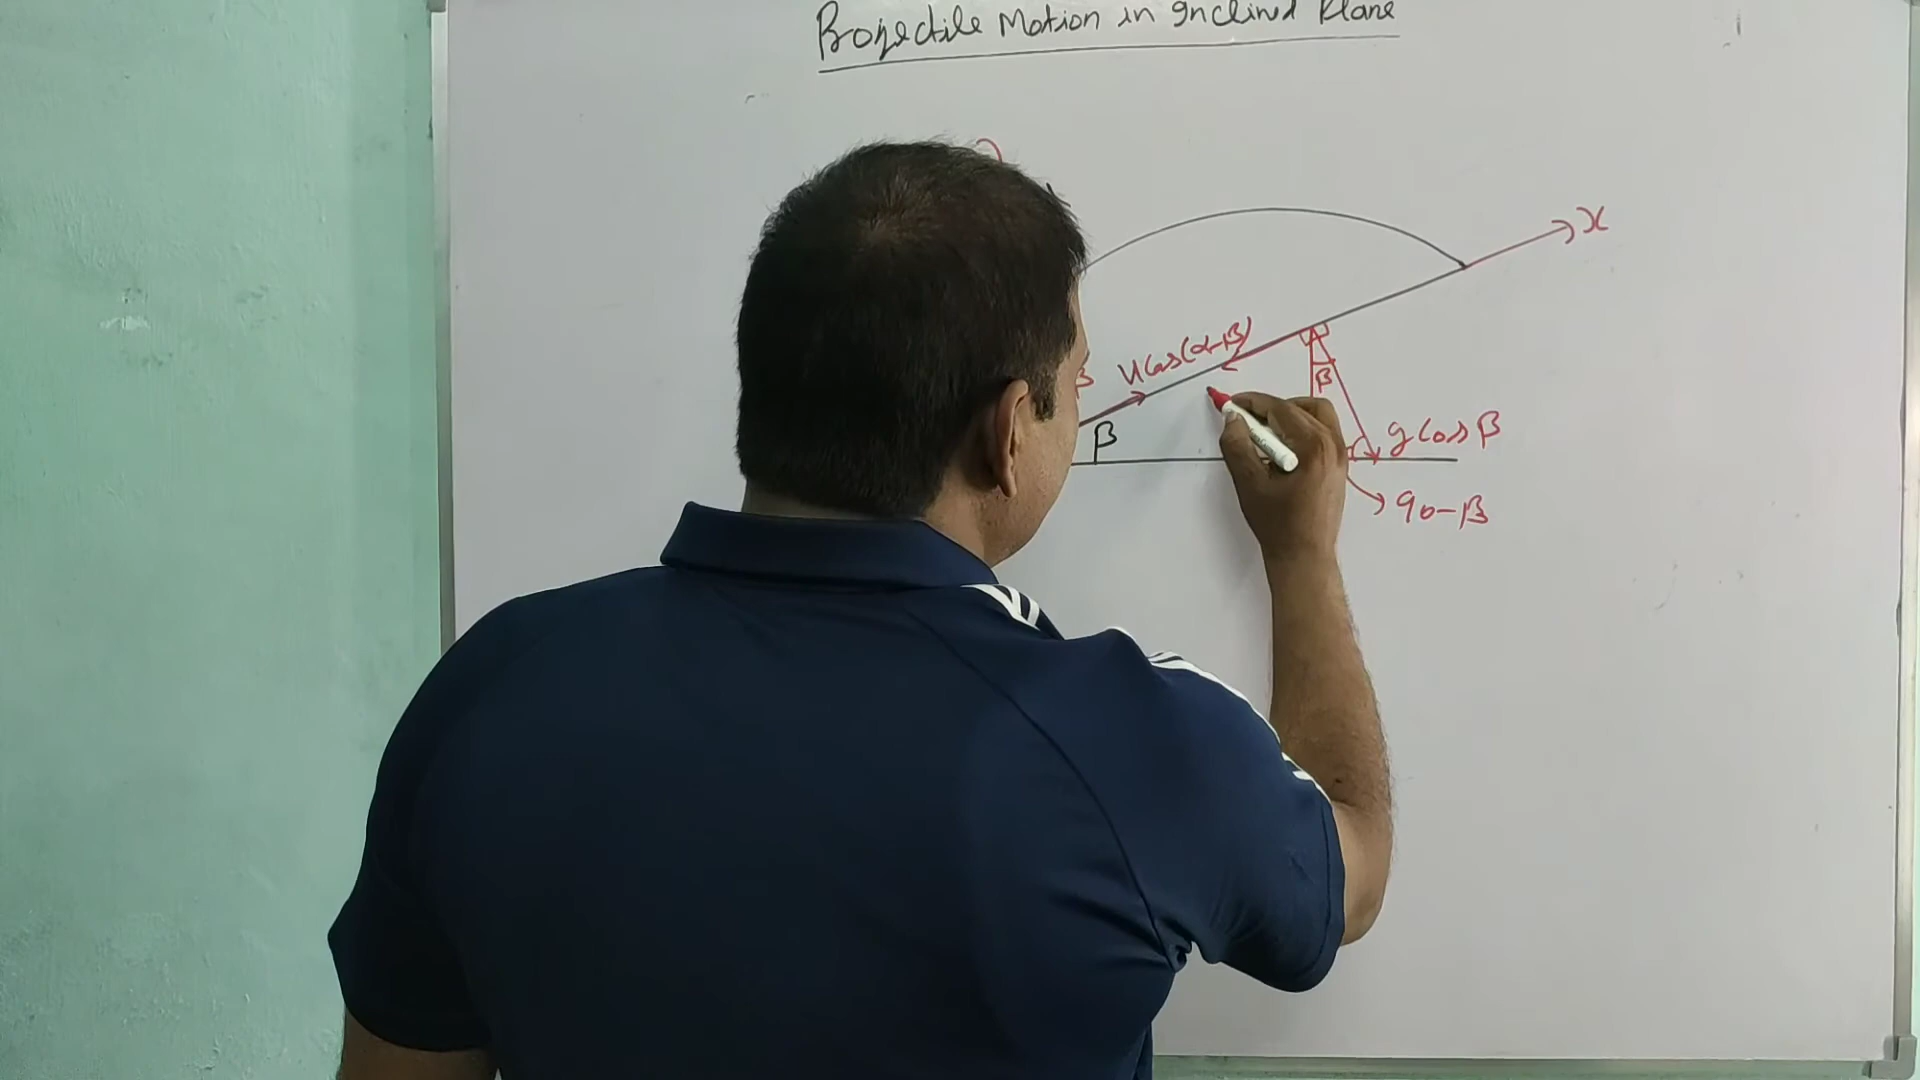 Projectile Motion in Inclined Plane
x
u cos(α-β)
β
β
β
g cos β
90-β